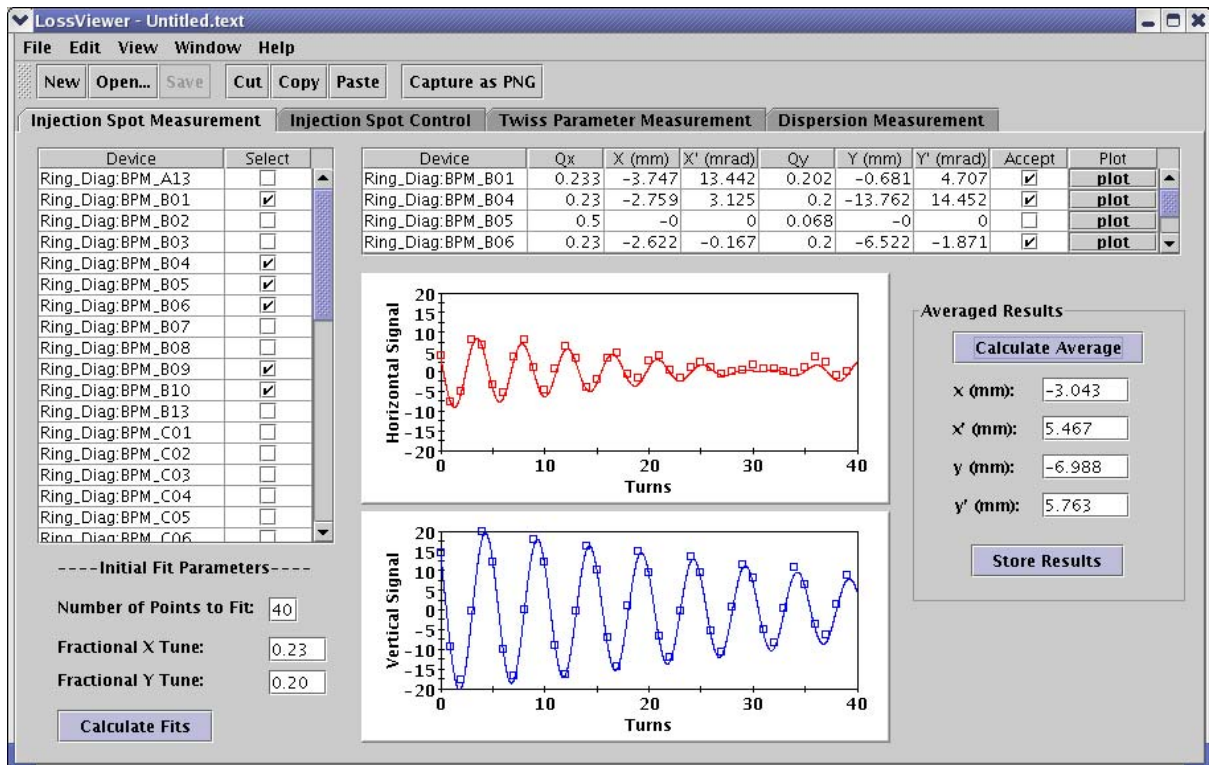 LossViewer - Untitled.text
File Edit View Window Help
New Open... Save Cut Copy Paste Capture as PNG
Injection Spot Measurement Injection Spot Control Twiss Parameter Measurement Dispersion Measurement
Device Select
Ring_Diag:BPM_A13
Ring_Diag:BPM_B01
Ring_Diag:BPM_B02
Ring_Diag:BPM_B03
Ring_Diag:BPM_B04
Ring_Diag:BPM_B05
Ring_Diag:BPM_B06
Ring_Diag:BPM_B07
Ring_Diag:BPM_B08
Ring_Diag:BPM_B09
Ring_Diag:BPM_B10
Ring_Diag:BPM_B13
Ring_Diag:BPM_C01
Ring_Diag:BPM_C02
Ring_Diag:BPM_C03
Ring_Diag:BPM_C04
Ring_Diag:BPM_C05
Ring_Diag:BPM_C06
----Initial Fit Parameters----
Number of Points to Fit: 40
Fractional X Tune: 0.23
Fractional Y Tune: 0.20
Calculate Fits
Device Qx X (mm) X' (mrad) Qy Y (mm) Y' (mrad) Accept Plot
Ring_Diag:BPM_B01 0.233 -3.747 13.442 0.202 -0.681 4.707 plot
Ring_Diag:BPM_B04 0.23 -2.759 3.125 0.2 -13.762 14.452 plot
Ring_Diag:BPM_B05 0.5 -0 0 0.068 -0 0 plot
Ring_Diag:BPM_B06 0.23 -2.622 -0.167 0.2 -6.522 -1.871 plot
Horizontal Signal
20
15
10
5
0
-5
-10
-15
-20
0 10 20 30 40
Turns
Vertical Signal
20
15
10
5
0
-5
-10
-15
-20
0 10 20 30 40
Turns
Averaged Results
Calculate Average
x (mm): -3.043
x' (mm): 5.467
y (mm): -6.988
y' (mm): 5.763
Store Results